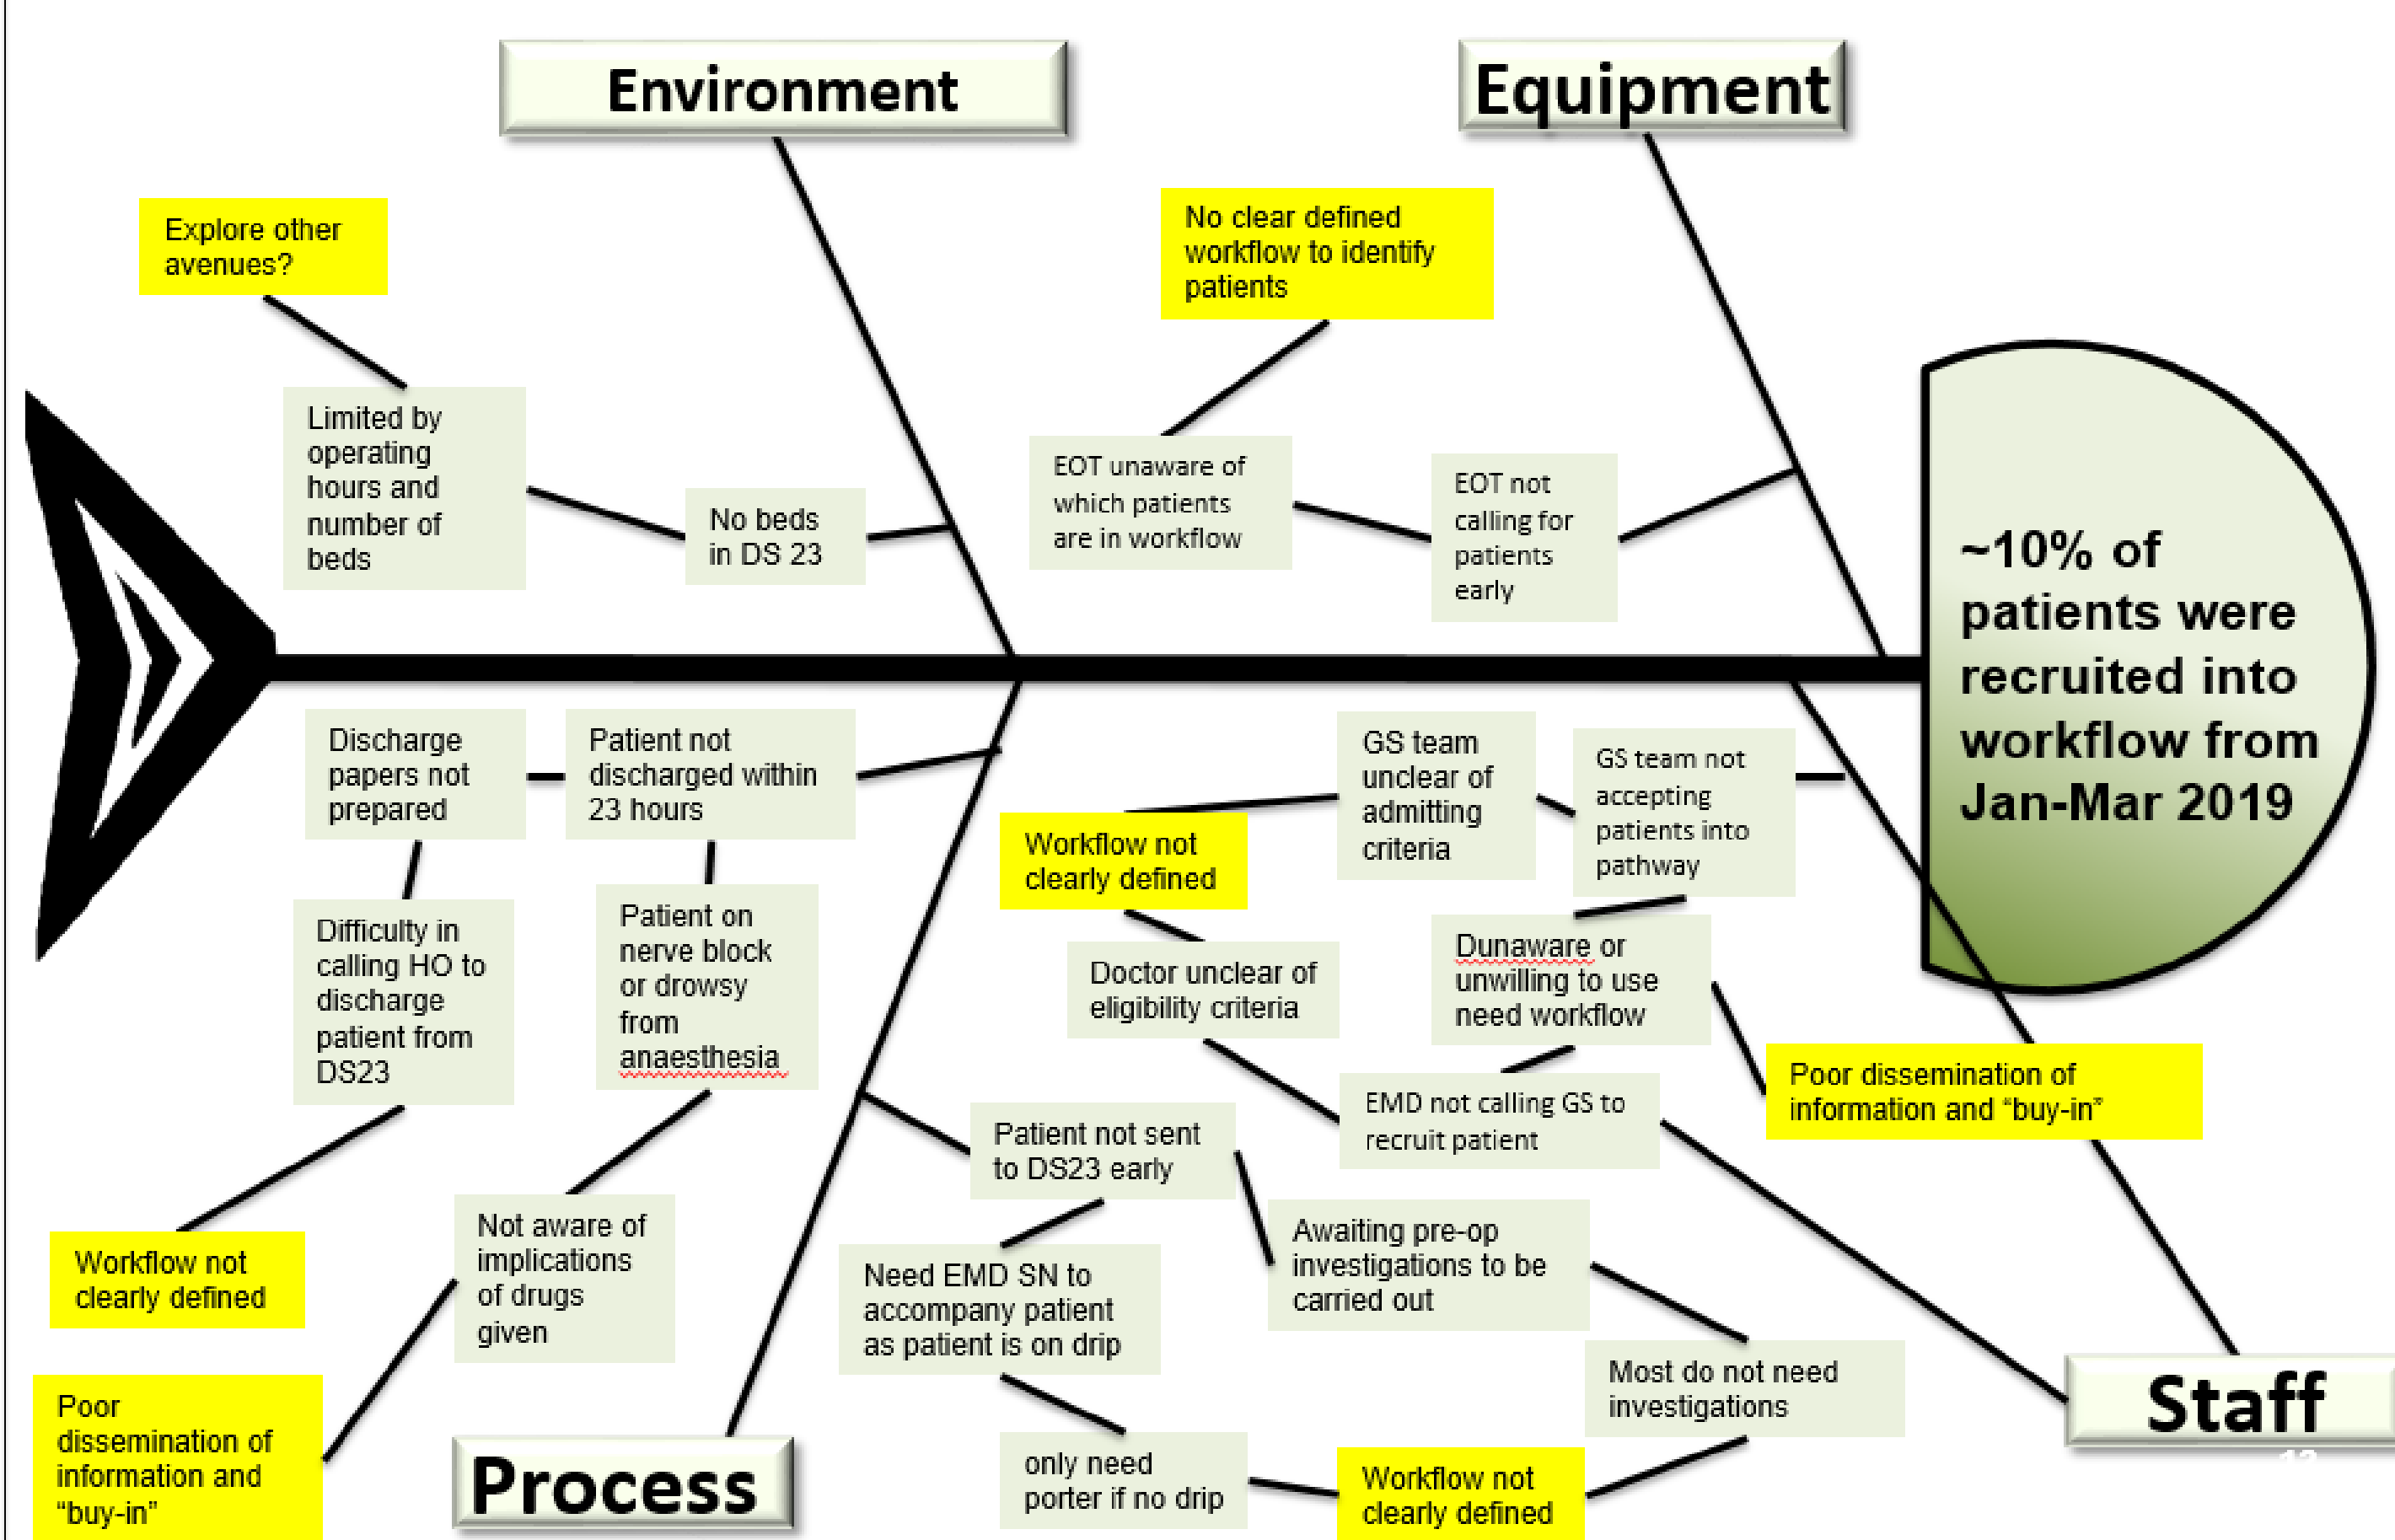 Environment
Equipment
Explore other
avenues?
No clear defined
workflow to identify
patients
Limited by
operating
hours and
number of
beds
No beds
in DS 23
EOT unaware of
which patients
are in workflow
EOT not
calling for
patients
early
~10% of
patients were
recruited into
workflow from
Jan-Mar 2019
Discharge
papers not
prepared
Patient not
discharged within
23 hours
GS team
unclear of
admitting
criteria
GS team not
accepting
patients into
pathway
Workflow not
clearly defined
Difficulty in
calling HO to
discharge
patient from
DS23
Patient on
nerve block
or drowsy
from
anaesthesia
Doctor unclear of
eligibility criteria
Dunaware or
unwilling to use
need workflow
Poor dissemination of
information and “buy-in”
EMD not calling GS to
recruit patient
Patient not sent
to DS23 early
Workflow not
clearly defined
Not aware of
implications
of drugs
given
Need EMD SN to
accompany patient
as patient is on drip
Awaiting pre-op
investigations to be
carried out
Most do not need
investigations
Poor
dissemination of
information and
“buy-in”
Process
only need
porter if no drip
Workflow not
clearly defined
Staff